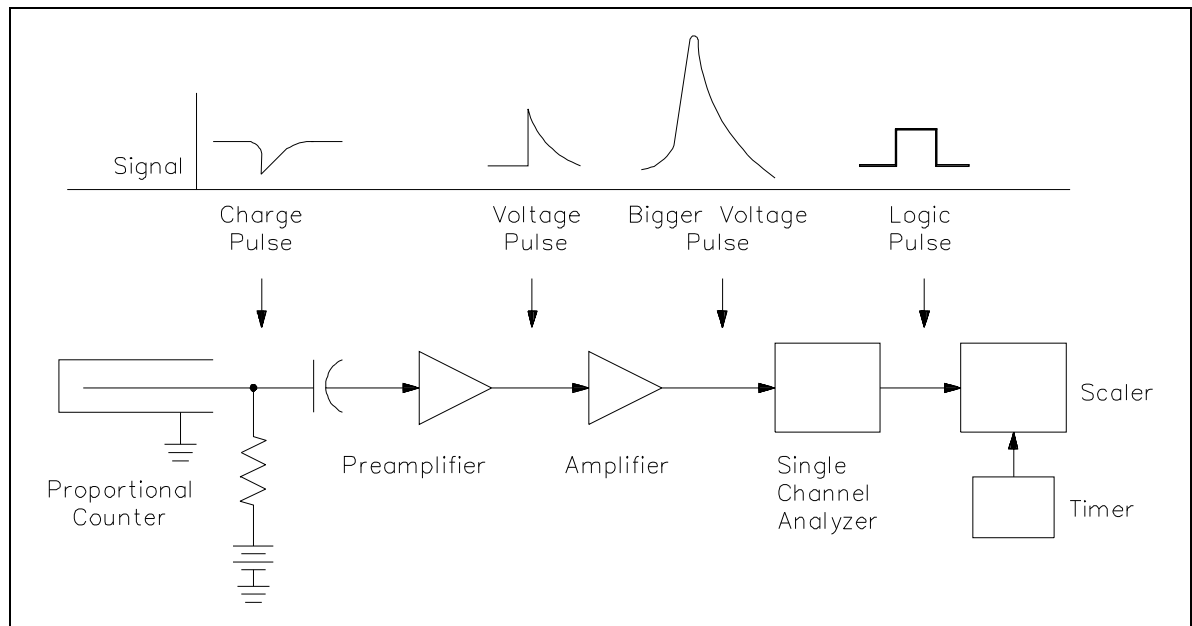 Signal
Charge
Pulse
Voltage
Pulse
Bigger Voltage
Pulse
Logic
Pulse
Scaler
Preamplifier
Amplifier
Single
Channel
Analyzer
Proportional
Counter
Timer